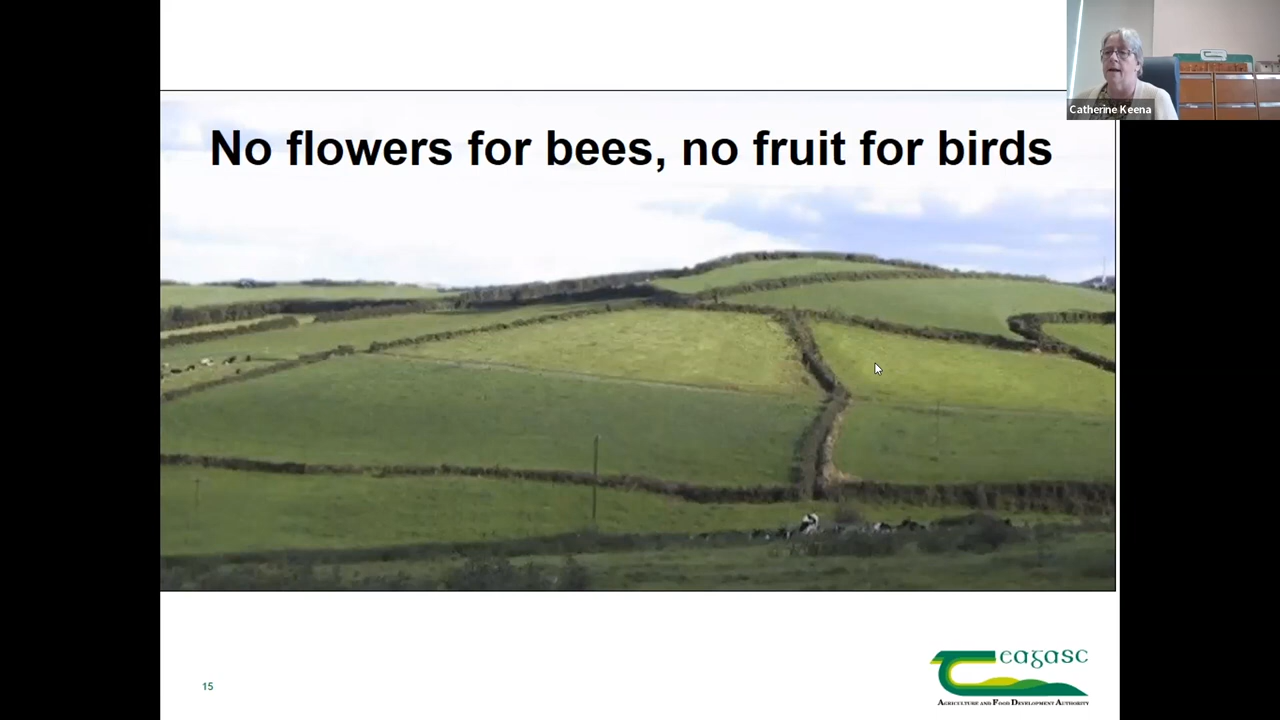 Catherine Keena
No flowers for bees, no fruit for birds
15
teagasc
Agriculture and Food Development Authority